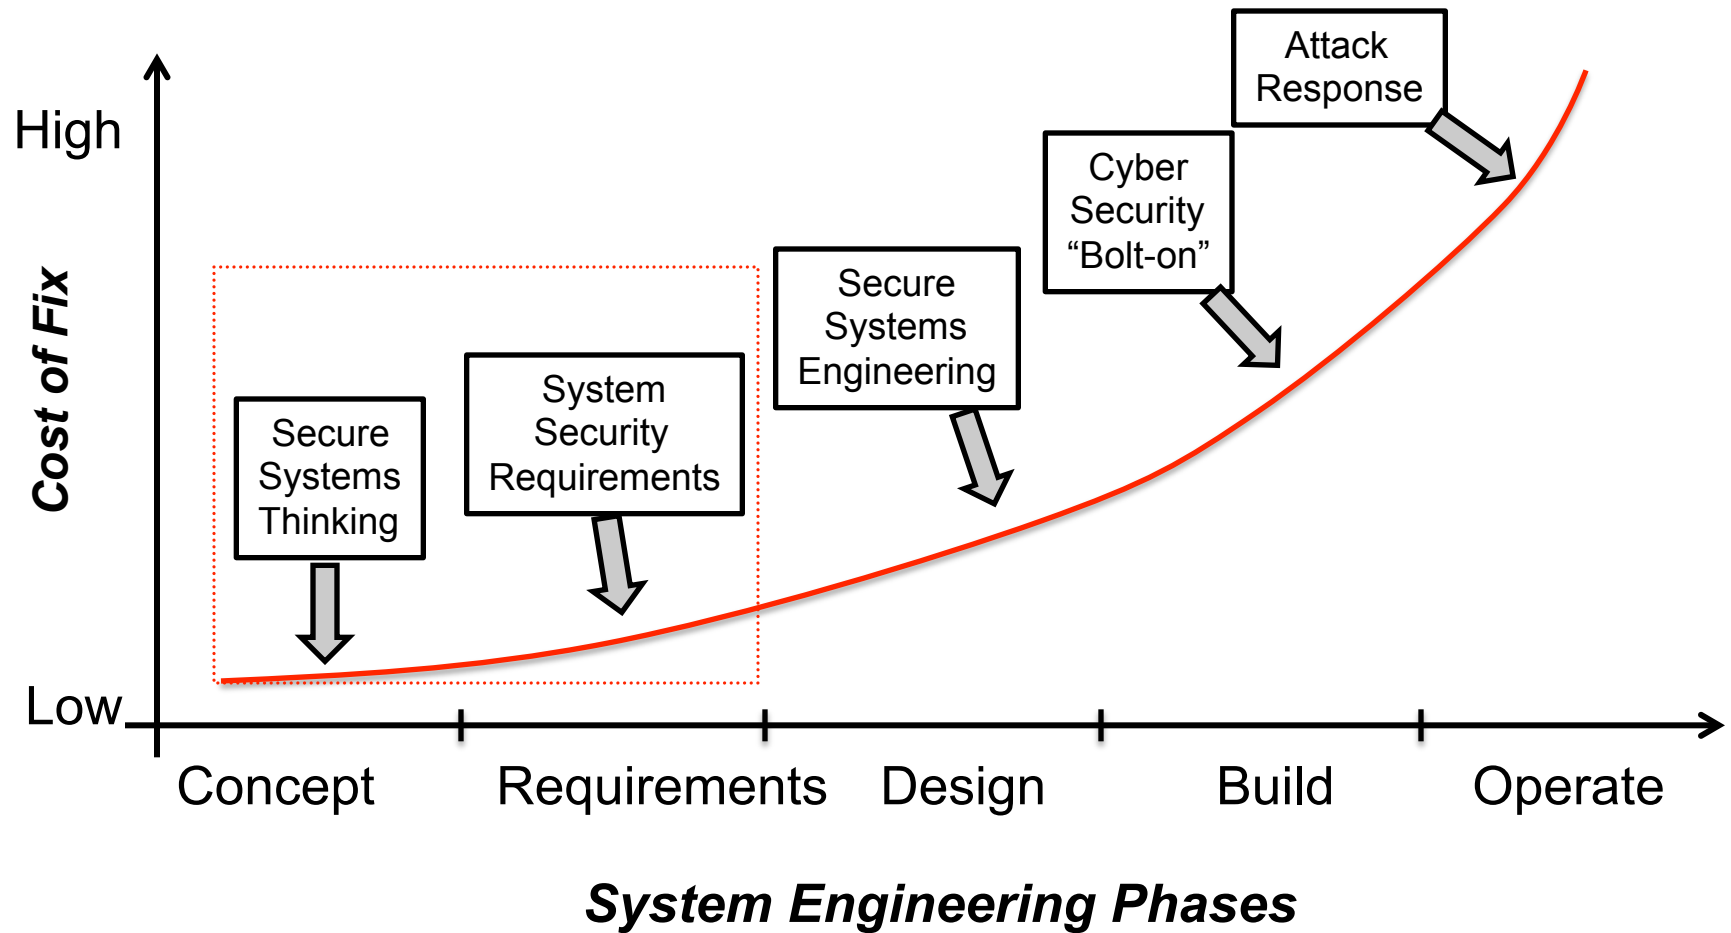 Attack
Response
High
Cyber
Security
“Bolt-on”
Secure
Systems
Engineering
System
Security
Requirements
Secure
Systems
Thinking
Cost of Fix
Low
Concept
Requirements
Design
Build
Operate
System Engineering Phases